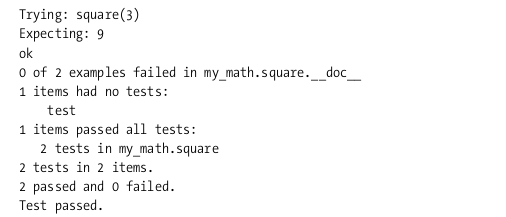 Trying: square(3)
Expecting: 9
ok
0 of 2 examples failed in my_math.square.__doc__
1 items had no tests:
    test
1 items passed all tests:
   2 tests in my_math.square
2 tests in 2 items.
2 passed and 0 failed.
Test passed.